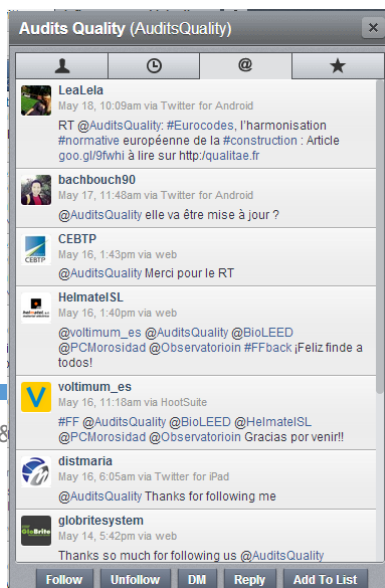 Audits Quality (AuditsQuality)
×
@
LeaLela
May 18, 10:09am via Twitter for Android
RT @AuditsQuality: #Eurocodes, l'harmonisation
#normative européenne de la #construction : Article
goo.gl/9fwhi à lire sur http:/qualitae.fr
bachbouch90
May 17, 11:48am via Twitter for Android
@AuditsQuality elle va être mise à jour ?
CEBTP
CEBTP
May 16, 1:43pm via web
@AuditsQuality Merci pour le RT
HelmateISL
May 16, 1:40pm via web
@voltimum_es @AuditsQuality @BioLEED
@PCMorosidad @Observatorioin #FFback ¡Feliz finde a
todos!
voltimum_es
May 16, 11:18am via HootSuite
#FF @AuditsQuality @BioLEED @HelmateISL
@PCMorosidad @Observatorioin Gracias por venir!!
distmaria
May 16, 6:05am via Twitter for iPad
@AuditsQuality Thanks for following me
globritesystem
GloBrite
May 14, 5:42pm via web
Thanks so much for following us @AuditsQuality
Follow Unfollow DM Reply Add To List
&